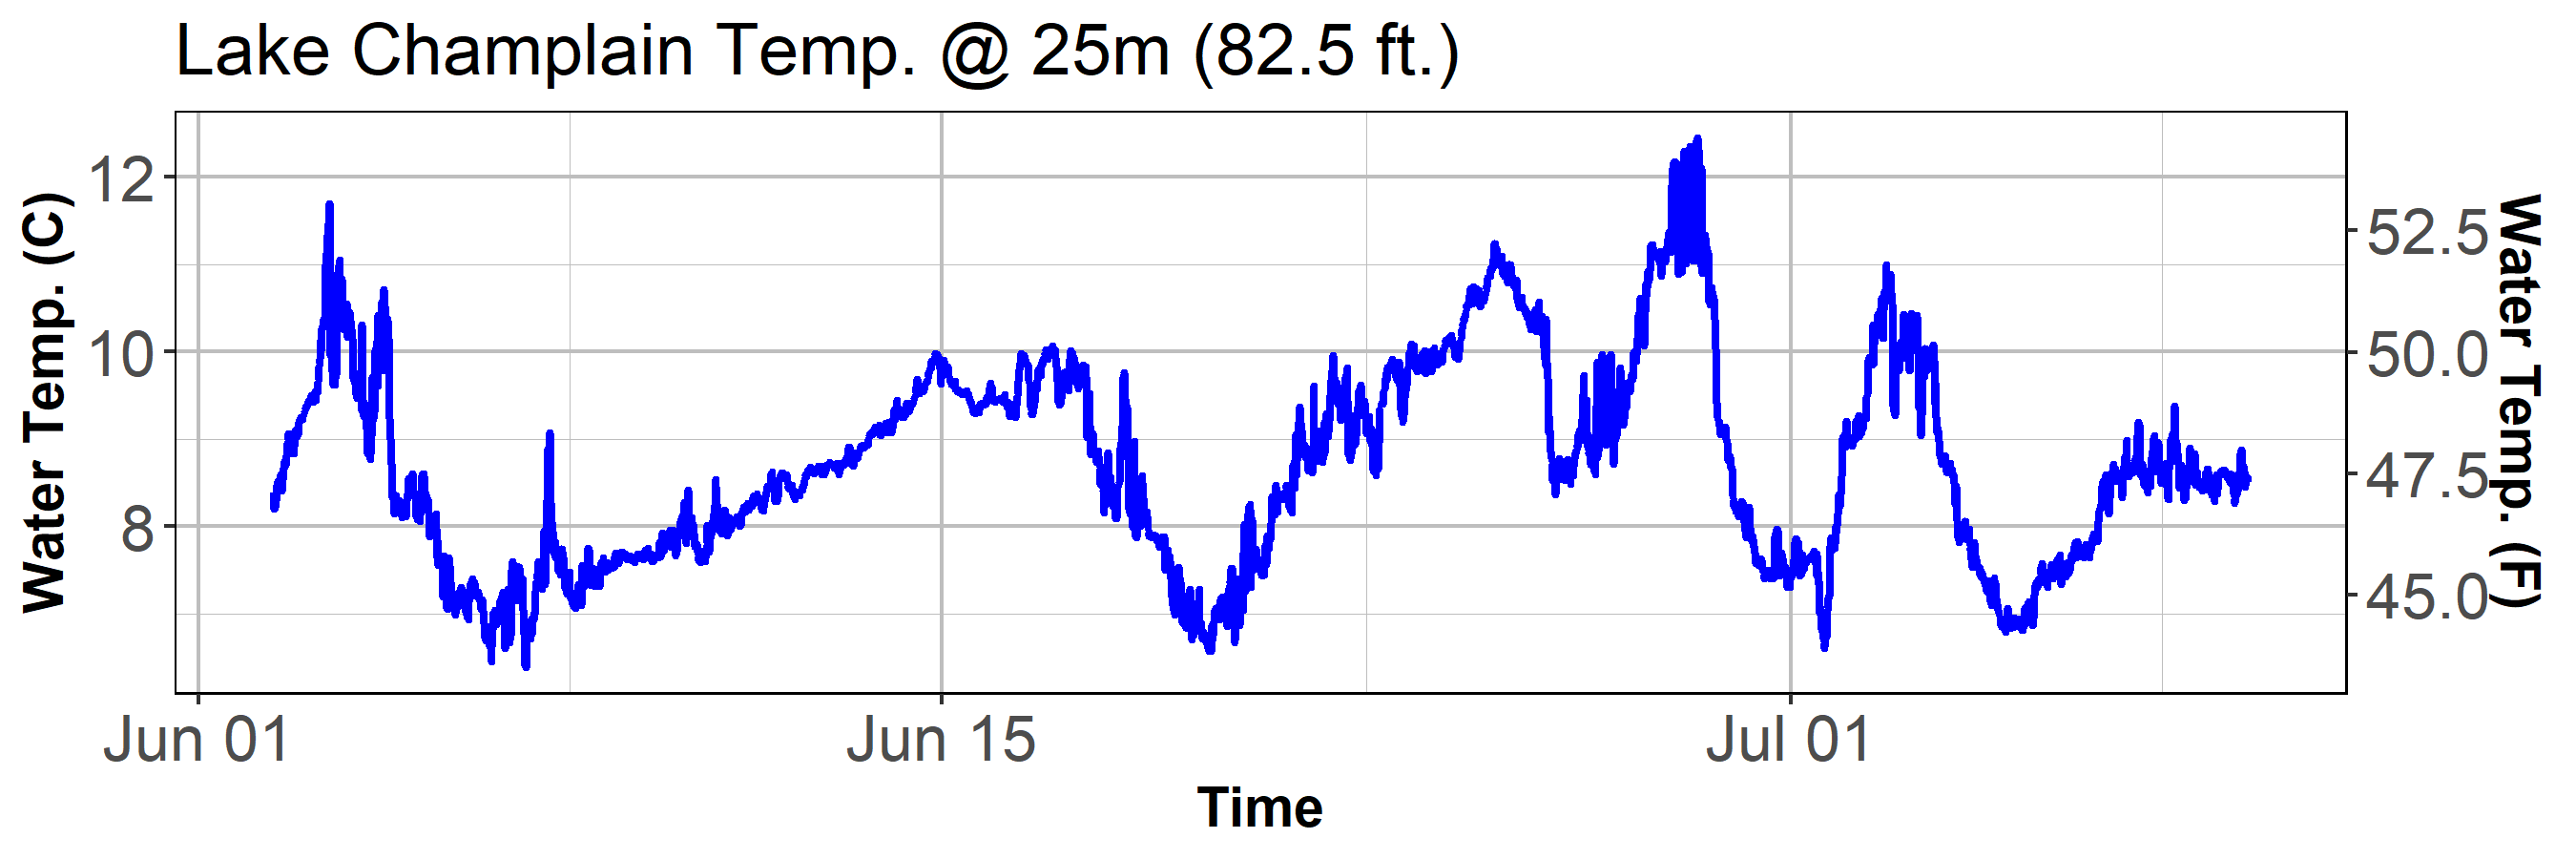 Lake Champlain Temp. @ 25m (82.5 ft.)
Water Temp. (C)
12
10
8
52.5
50.0
47.5
45.0
Water Temp. (F)
Jun 01
Jun 15
Jul 01
Time